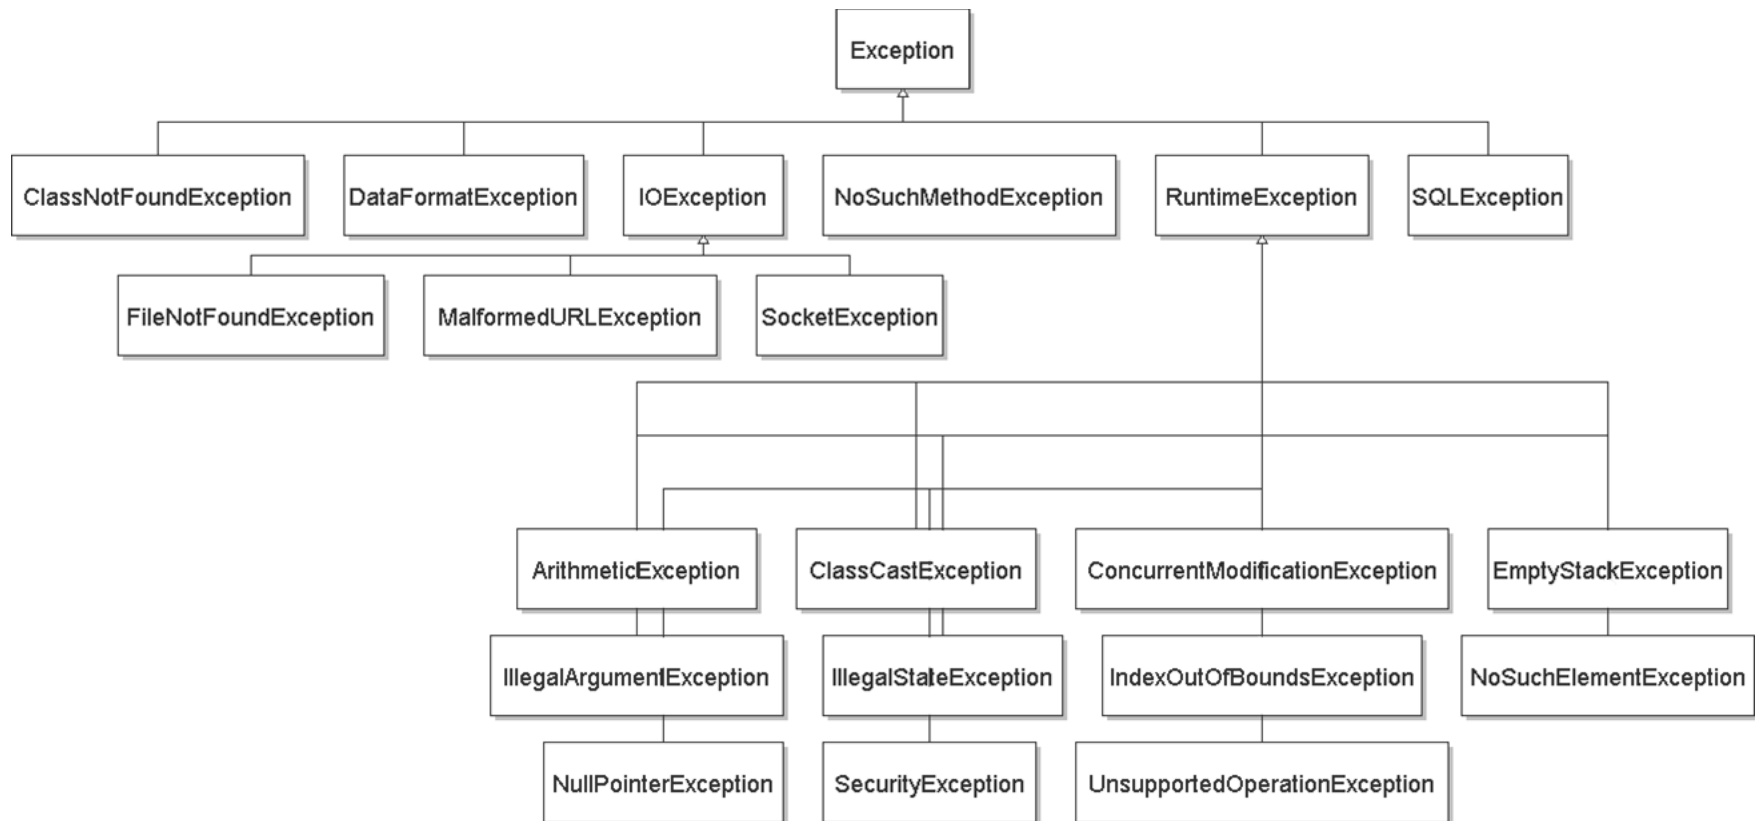 Exception
ClassNotFoundException
DataFormatException
IOException
NoSuchMethodException
RuntimeException
SQLException
FileNotFoundException
MalformedURLException
SocketException
ArithmeticException
ClassCastException
ConcurrentModificationException
EmptyStackException
IllegalArgumentException
IllegalStateException
IndexOutOfBoundsException
NoSuchElementException
NullPointerException
SecurityException
UnsupportedOperationException